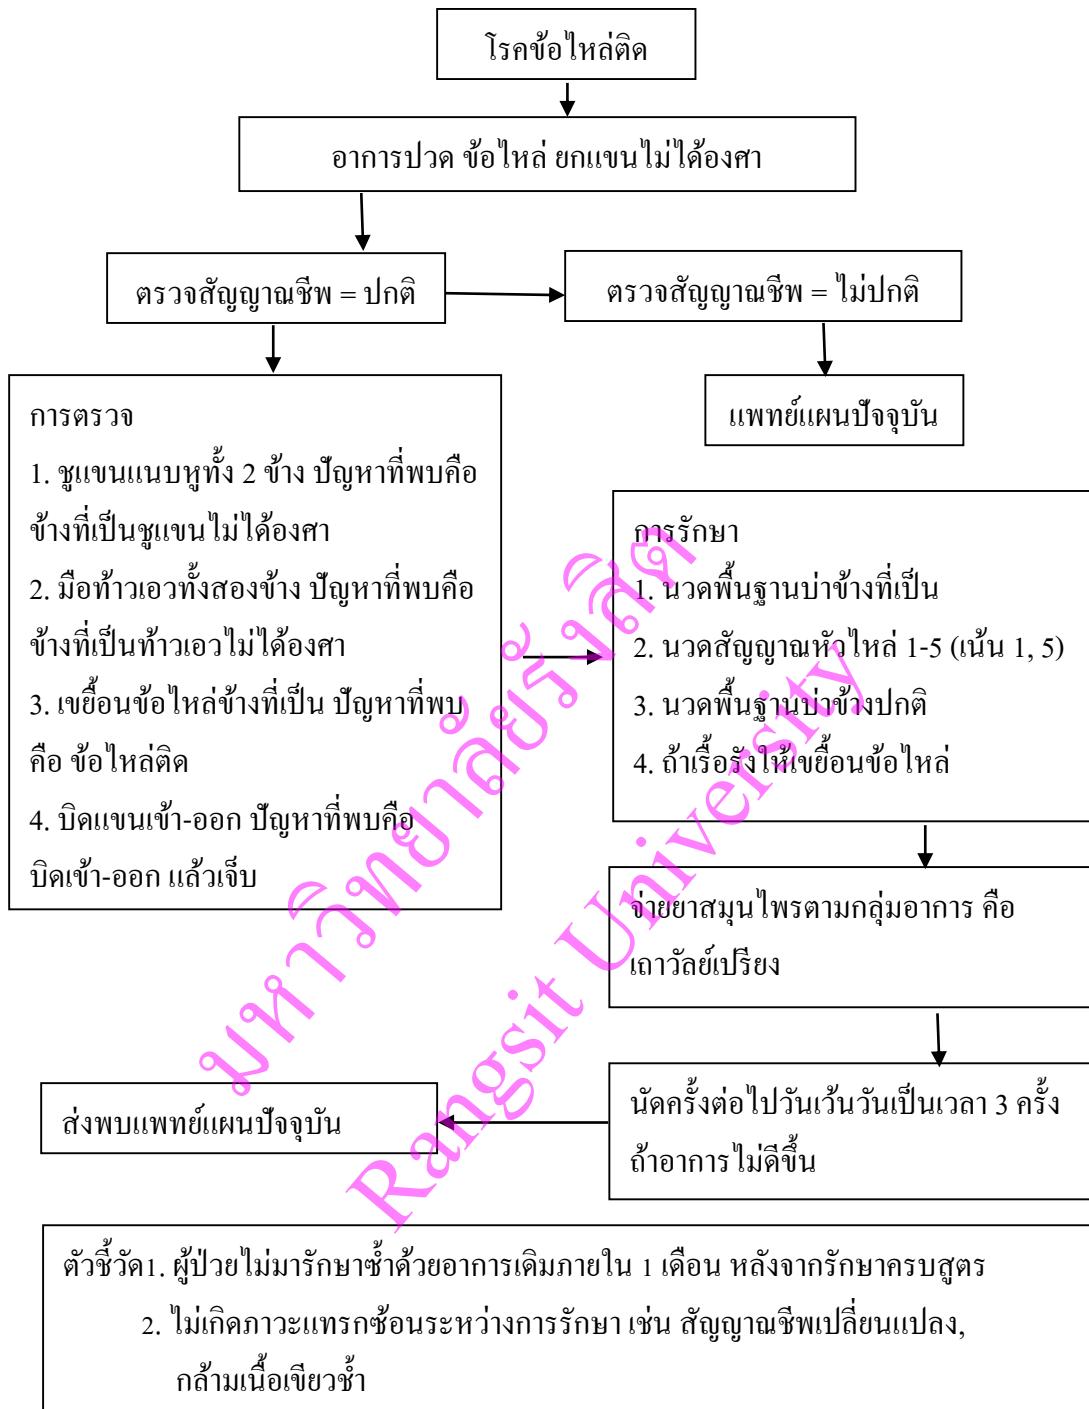 โรคข้อไหล่ติด
อาการปวด ข้อไหล่ ยกแขนไม่ได้องศา
ตรวจสัญญาณชีพ = ปกติ
ตรวจสัญญาณชีพ = ไม่ปกติ
แพทย์แผนปัจจุบัน
การตรวจ
1. ชูแขนแนบหูทั้ง 2 ข้าง ปัญหาที่พบคือ
ข้างที่เป็นชูแขนไม่ได้องศา
2. มือท้าวเอวทั้งสองข้าง ปัญหาที่พบคือ
ข้างที่เป็นท้าวเอวไม่ได้องศา
3. เขยื้อนข้อไหล่ข้างที่เป็น ปัญหาที่พบ
คือ ข้อไหล่ติด
4. บิดแขนเข้า-ออก ปัญหาที่พบคือ
บิดเข้า-ออก แล้วเจ็บ
การรักษา
1. นวดพื้นฐานบ่าข้างที่เป็น
2. นวดสัญญาณหัวไหล่ 1-5 (เน้น 1, 5)
3. นวดพื้นฐานบ่าข้างปกติ
4. ถ้าเรื้อรังให้เขยื้อนข้อไหล่
จ่ายยาสมุนไพรตามกลุ่มอาการ คือ
เถาวัลย์เปรียง
นัดครั้งต่อไปวันเว้นวันเป็นเวลา 3 ครั้ง
ถ้าอาการไม่ดีขึ้น
ส่งพบแพทย์แผนปัจจุบัน
ตัวชี้วัด1. ผู้ป่วยไม่มารักษาซ้ำด้วยอาการเดิมภายใน 1 เดือน หลังจากรักษาครบสูตร
2. ไม่เกิดภาวะแทรกซ้อนระหว่างการรักษา เช่น สัญญาณชีพเปลี่ยนแปลง,
กล้ามเนื้อเขียวช้ำ
มหาวิทยาลัยรังสิต
Rangsit University